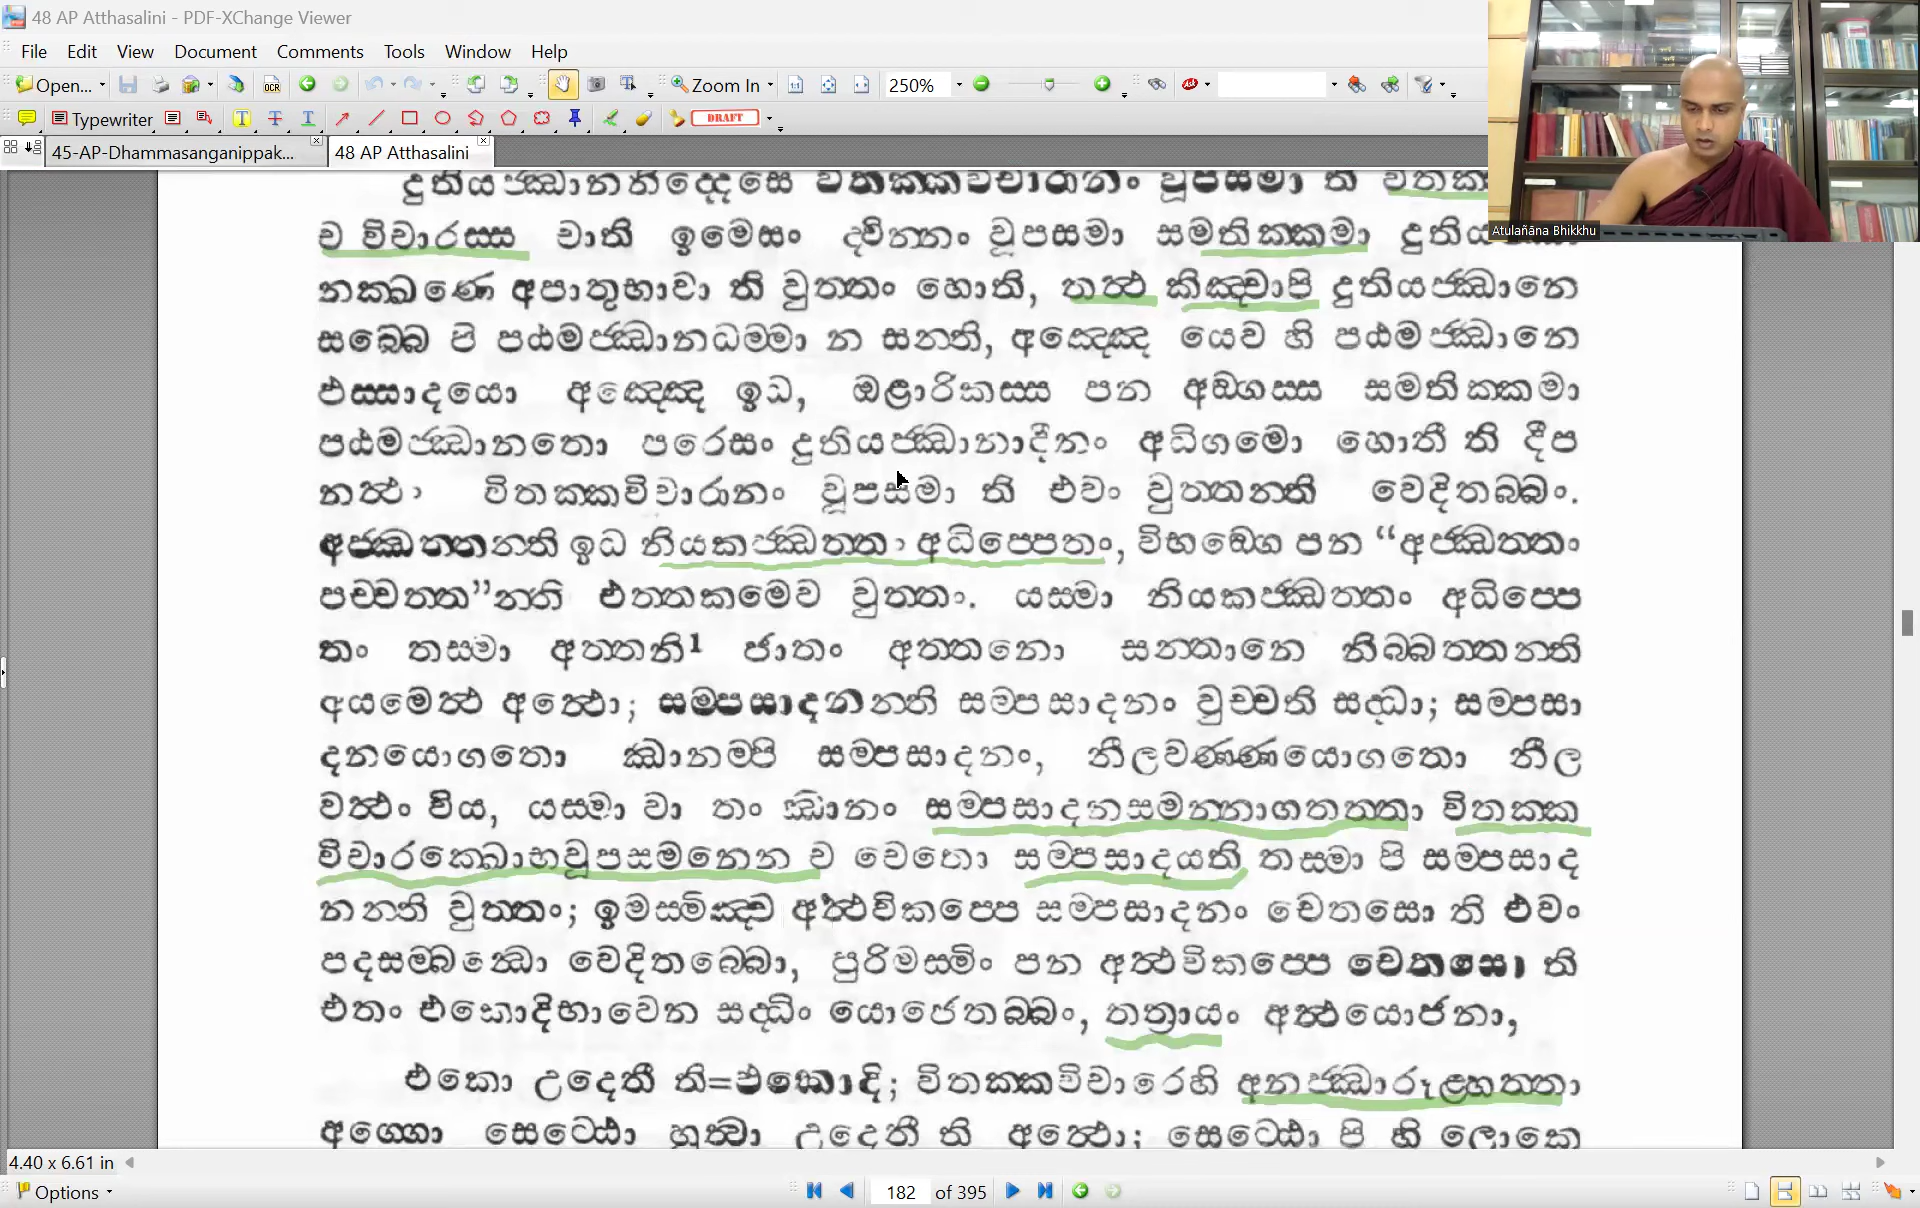 48 AP Atthasalini - PDF-XChange Viewer
File Edit View Document Comments Tools Window Help
Open... OCR Zoom In 250%
Typewriter DRAFT
45-AP-Dhammasanganippak... 48 AP Atthasalini
Atulañāna Bhikkhu
දුතියජ්ඣානනිද්දෙසෙ විතක්කවිචාරානං වූපසමා ති විතක්
ච විචාරස්ස චාති ඉමෙසං ද්වින්නං වූපසමා සමතික්කමා දුතිය
නක්ඛණෙ අපාතුභාවා ති වුත්තං හොති, තත්ථ කිඤ්චාපි දුතියජ්ඣානෙ
සබ්බෙ පි පඨමජ්ඣානධම්මා න සන්ති, අඤ්ඤෙ යෙව හි පඨමජ්ඣානෙ
ඵස්සාදයො අඤ්ඤෙ ඉධ, ඔළාරිකස්ස පන අඞ්ගස්ස සමතික්කමා
පඨමජ්ඣානතො පරෙසං දුතියජ්ඣානාදීනං අධිගමො හොතී ති දීප
නත්ථං විතක්කවිචාරානං වූපසමා ති එවං වුත්තන්ති වෙදිතබ්බං.
අජ්ඣත්තන්ති ඉධ නියකජ්ඣත්තං අධිප්පෙතං, විභඞ්ගෙ පන “අජ්ඣත්තං
පච්චත්ත”න්ති එත්තකමෙව වුත්තං. යස්මා නියකජ්ඣත්තං අධිප්පෙ
තං තස්මා අත්තනි1 ජාතං අත්තනො සන්තානෙ නිබ්බත්තන්ති
අයමෙත්ථ අත්ථො; සම්පසාදනන්ති සම්පසාදනං වුච්චති සද්ධා; සම්පසා
දනයොගතො ඣානම්පි සම්පසාදනං, නීලවණ්ණයොගතො නීල
වත්ථං විය, යස්මා වා තං ඣානං සම්පසාදනසමන්නාගතත්තා විතක්ක
විචාරක්ඛොභවූපසමනෙන ච චෙතො සම්පසාදයති තස්මා පි සම්පසාද
නන්ති වුත්තං; ඉමස්මිඤ්ච අත්ථවිකප්පෙ සම්පසාදනං චෙතසො ති එවං
පදසම්බන්ධො වෙදිතබ්බො, පුරිමස්මිං පන අත්ථවිකප්පෙ චෙතසො ති
එතං එකොදිභාවෙන සද්ධිං යොජෙතබ්බං, තත්‍රායං අත්ථයොජනා,
එකො උදෙතී ති=එකොදි; විතක්කවිචාරෙහි අනජ්ඣාරූළ්හත්තා
අග්ගො සෙට්ඨො හුත්වා උදෙතී ති අත්ථො; සෙට්ඨො පි හි ලොකෙ
4.40 x 6.61 in
Options 182 of 395